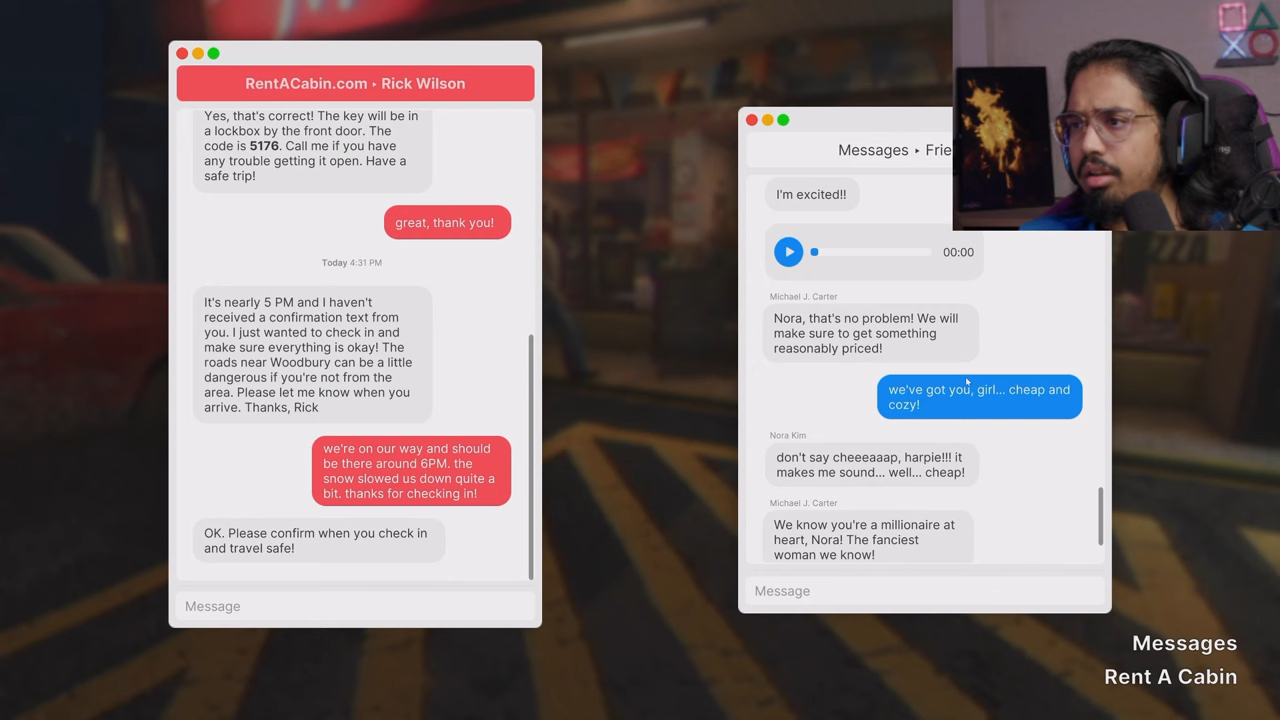 RentACabin.com ‣ Rick Wilson
Yes, that's correct! The key will be in
a lockbox by the front door. The
code is 5176. Call me if you have
any trouble getting it open. Have a
safe trip!
great, thank you!
Today 4:31 PM
It's nearly 5 PM and I haven't
received a confirmation text from
you. I just wanted to check in and
make sure everything is okay! The
roads near Woodbury can be a little
dangerous if you're not from the
area. Please let me know when you
arrive. Thanks, Rick
we're on our way and should
be there around 6PM. the
snow slowed us down quite a
bit. thanks for checking in!
OK. Please confirm when you check in
and travel safe!
Message
Messages ‣ Frie
I'm excited!!
00:00
Michael J. Carter
Nora, that's no problem! We will
make sure to get something
reasonably priced!
we've got you, girl... cheap and
cozy!
Nora Kim
don't say cheeeaaap, harpie!!! it
makes me sound... well... cheap!
Michael J. Carter
We know you're a millionaire at
heart, Nora! The fanciest
woman we know!
Message
Messages
Rent A Cabin